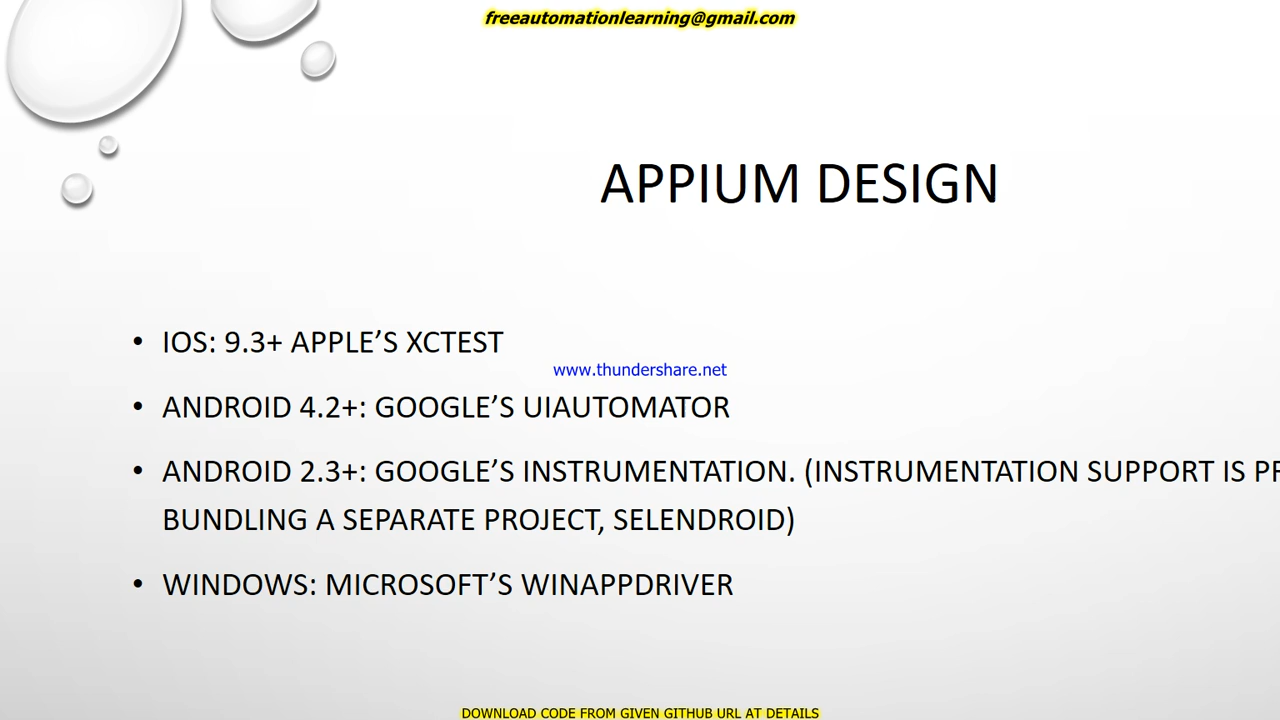 freeautomationlearning@gmail.com
APPIUM DESIGN
• IOS: 9.3+ APPLE’S XCTEST
www.thundershare.net
• ANDROID 4.2+: GOOGLE’S UIAUTOMATOR
• ANDROID 2.3+: GOOGLE’S INSTRUMENTATION. (INSTRUMENTATION SUPPORT IS
BUNDLING A SEPARATE PROJECT, SELENDROID)
• WINDOWS: MICROSOFT’S WINAPPDRIVER
DOWNLOAD CODE FROM GIVEN GITHUB URL AT DETAILS